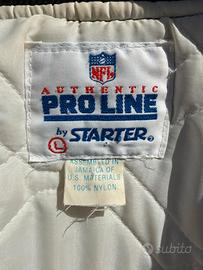 NFL
AUTHENTIC
PRO LINE
by STARTER
L
ASSEMBLED IN
JAMAICA OF
U.S. MATERIALS
100% NYLON
subito